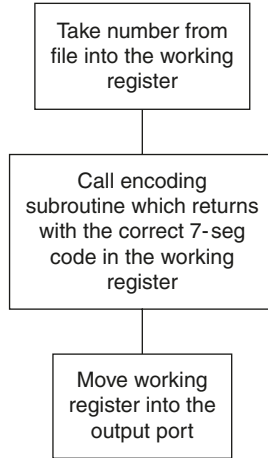 Take number from
file into the working
register
Call encoding
subroutine which returns
with the correct 7-seg
code in the working
register
Move working
register into the
output port